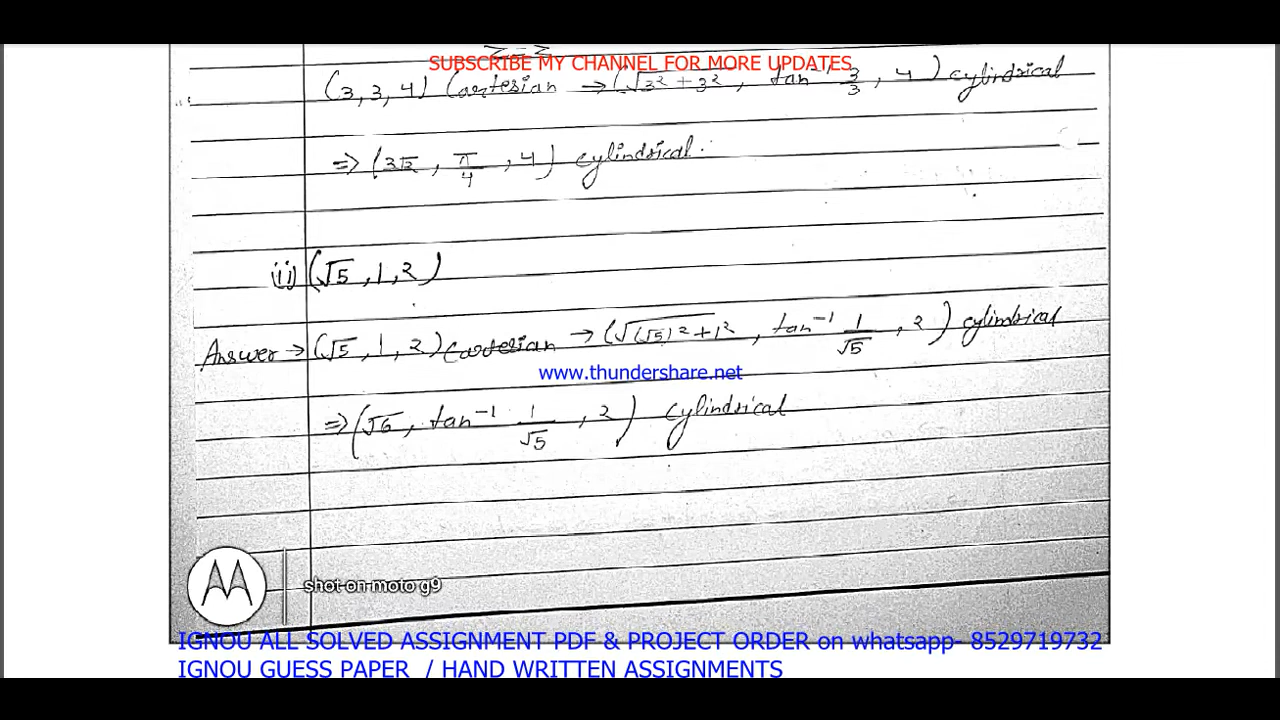 z = z
SUBSCRIBE MY CHANNEL FOR MORE UPDATES
(3, 3, 4) Cartesian → (√3² + 3², tan⁻¹ 3/3, 4) cylindrical
⇒ (3√2, π/4, 4) cylindrical.
(ii) (√5, 1, 2)
Answer → (√5, 1, 2) Cartesian → (√(√5)² + 1², tan⁻¹ 1/√5, 2) cylindrical
www.thundershare.net
⇒ (√6, tan⁻¹ 1/√5, 2) cylindrical
shot on moto g9
IGNOU ALL SOLVED ASSIGNMENT PDF & PROJECT ORDER on whatsapp- 8529719732
IGNOU GUESS PAPER / HAND WRITTEN ASSIGNMENTS